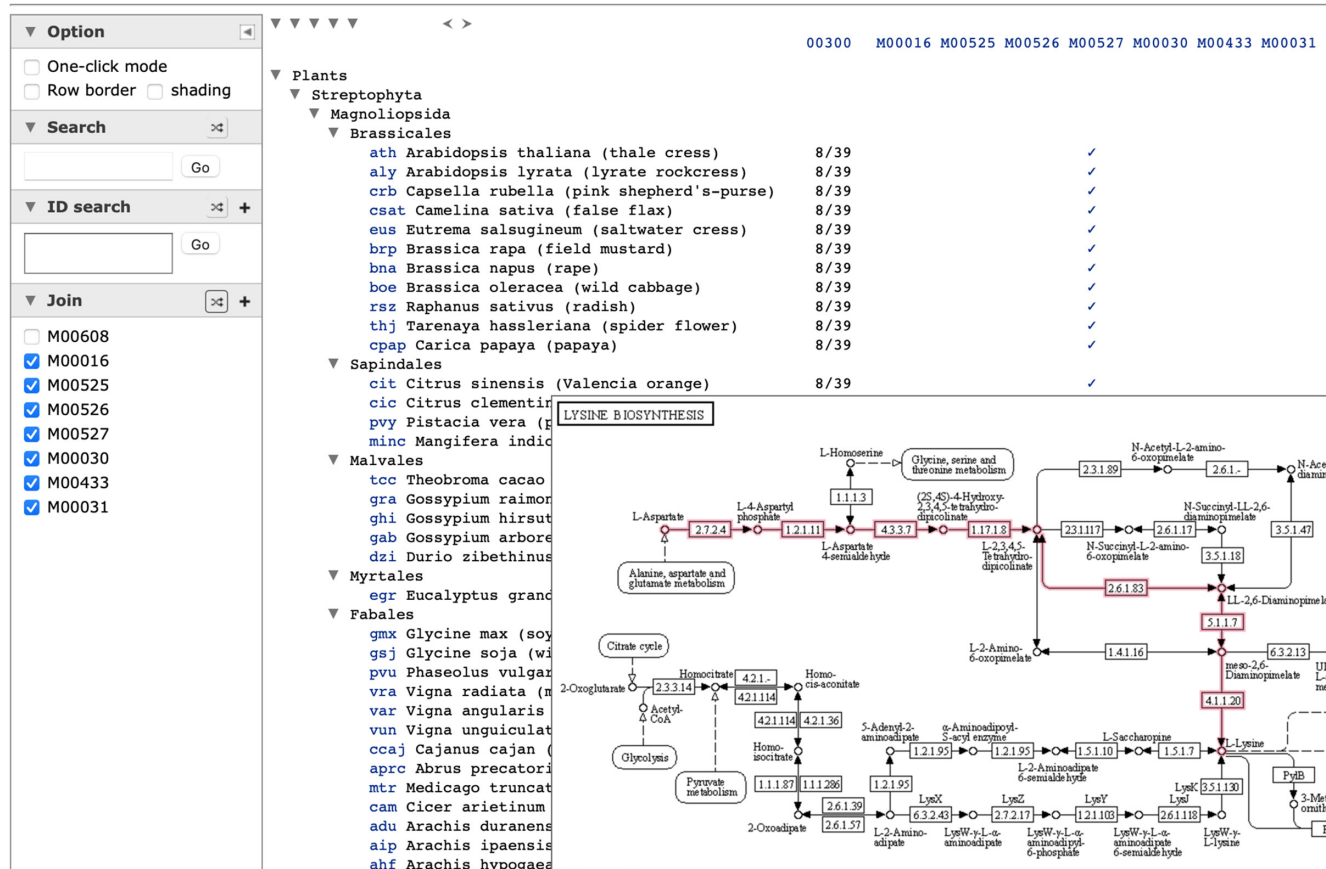 Option
One-click mode
Row border shading
Search
Go
ID search +
Go
Join +
M00608
M00016
M00525
M00526
M00527
M00030
M00433
M00031
< >
00300 M00016 M00525 M00526 M00527 M00030 M00433 M00031
Plants
Streptophyta
Magnoliopsida
Brassicales
ath Arabidopsis thaliana (thale cress) 8/39 ✓
aly Arabidopsis lyrata (lyrate rockcress) 8/39 ✓
crb Capsella rubella (pink shepherd's-purse) 8/39 ✓
csat Camelina sativa (false flax) 8/39 ✓
eus Eutrema salsugineum (saltwater cress) 8/39 ✓
brp Brassica rapa (field mustard) 8/39 ✓
bna Brassica napus (rape) 8/39 ✓
boe Brassica oleracea (wild cabbage) 8/39 ✓
rsz Raphanus sativus (radish) 8/39 ✓
thj Tarenaya hassleriana (spider flower) 8/39 ✓
cpap Carica papaya (papaya) 8/39 ✓
Sapindales
cit Citrus sinensis (Valencia orange) 8/39 ✓
cic Citrus clementin
pvy Pistacia vera (p
minc Mangifera indic
Malvales
tcc Theobroma cacao
gra Gossypium raimon
ghi Gossypium hirsut
gab Gossypium arbore
dzi Durio zibethinus
Myrtales
egr Eucalyptus grand
Fabales
gmx Glycine max (soy
gsj Glycine soja (wi
pvu Phaseolus vulgar
vra Vigna radiata (m
var Vigna angularis
vun Vigna unguiculat
ccaj Cajanus cajan (
aprc Abrus precatori
mtr Medicago truncat
cam Cicer arietinum
adu Arachis duranens
aip Arachis ipaensis
ahf Arachis hypogaea
LYSINE BIOSYNTHESIS
L-Homoserine
Glycine, serine and
threonine metabolism
N-Acetyl-L-2-amino-
6-oxopimelate
2.3.1.89
2.6.1.-
N-Ace
diamin
1.1.1.3
L-Aspartate
L-4-Aspartyl
phosphate
(2S,4S)-4-Hydroxy-
2,3,4,5-tetrahydro-
dipicolinate
N-Succinyl-LL-2,6-
diaminopimelate
2.7.2.4
1.2.1.11
4.3.3.7
1.17.1.8
2.3.1.117
2.6.1.17
3.5.1.47
L-Aspartate
4-semialdehyde
L-2,3,4,5-
Tetrahydro-
dipicolinate
N-Succinyl-L-2-amino-
6-oxopimelate
3.5.1.18
Alanine, aspartate and
glutamate metabolism
2.6.1.83
LL-2,6-Diaminopimela
5.1.1.7
Citrate cycle
L-2-Amino-
6-oxopimelate
1.4.1.16
6.3.2.13
meso-2,6-
Diaminopimelate
UI
L-
me
2-Oxoglutarate
2.3.3.14
Homocitrate
4.2.1.-
4.2.1.114
Homo-
cis-aconitate
4.1.1.20
Acetyl-
CoA
4.2.1.114
4.2.1.36
Glycolysis
Homo-
isocitrate
5-Adenyl-2-
aminoadipate
α-Aminoadipoyl-
S-acyl enzyme
L-Saccharopine
L-Lysine
1.2.1.95
1.2.1.95
1.5.1.10
1.5.1.7
L-2-Aminoadipate
6-semialdehyde
Pyruvate
metabolism
1.1.1.87
1.1.1.286
1.2.1.95
LysK
3.5.1.130
PylB
3-Met
ornith
2.6.1.39
2.6.1.57
LysX
6.3.2.43
LysZ
2.7.2.17
LysY
1.2.1.103
LysJ
2.6.1.118
2-Oxoadipate
L-2-Amino-
adipate
LysW-γ-L-α-
aminoadipate
LysW-γ-L-α-
aminoadipyl-
6-phosphate
LysW-γ-L-α-
aminoadipate
6-semialdehyde
LysW-γ-
L-lysine